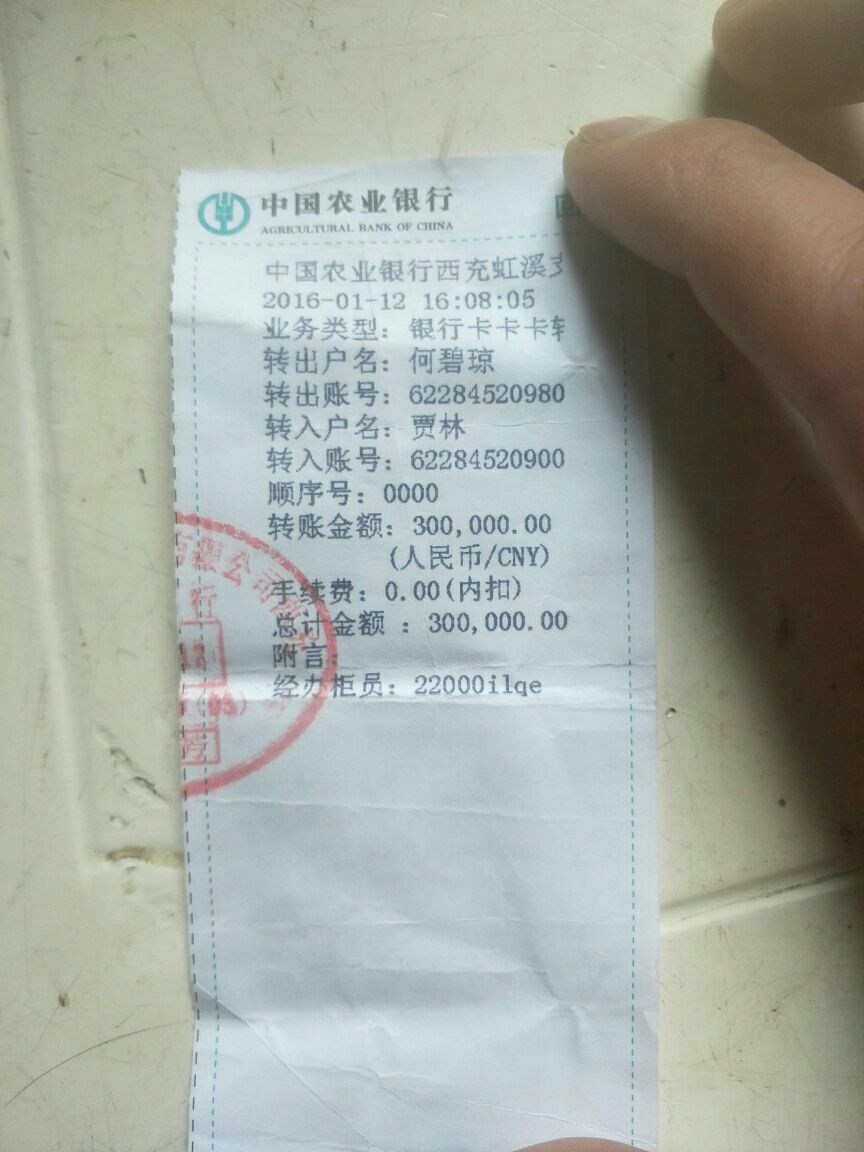 中国农业银行
AGRICULTURAL BANK OF CHINA
中国农业银行西充虹溪
2016-01-12 16:08:05
业务类型：银行卡卡卡转
转出户名：何碧琼
转出账号：62284520980
转入户名：贾林
转入账号：62284520900
顺序号：0000
转账金额：300,000.00
(人民币/CNY)
手续费：0.00(内扣)
总计金额 ：300,000.00
附言：
经办柜员：22000ilqe
公司
行
12